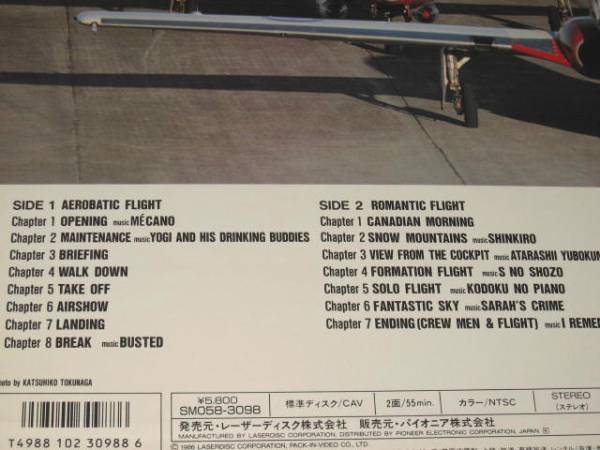 SIDE 1 AEROBATIC FLIGHT
Chapter 1 OPENING music MÉCANO
Chapter 2 MAINTENANCE music YOGI AND HIS DRINKING BUDDIES
Chapter 3 BRIEFING
Chapter 4 WALK DOWN
Chapter 5 TAKE OFF
Chapter 6 AIRSHOW
Chapter 7 LANDING
Chapter 8 BREAK music BUSTED
SIDE 2 ROMANTIC FLIGHT
Chapter 1 CANADIAN MORNING
Chapter 2 SNOW MOUNTAINS music SHINKIRO
Chapter 3 VIEW FROM THE COCKPIT music ATARASHII YUBOKUM
Chapter 4 FORMATION FLIGHT music S NO SHOZO
Chapter 5 SOLO FLIGHT music KODOKU NO PIANO
Chapter 6 FANTASTIC SKY music SARAH'S CRIME
Chapter 7 ENDING (CREW MEN & FLIGHT) music I REMEM
Photo by KATSUHIKO TOKUNAGA
T4988 102 30988 6
¥5,800
SM058-3098
標準ディスク/CAV
2面/55min.
カラー/NTSC
STEREO
(ステレオ)
発売元・レーザーディスク株式会社 販売元・パイオニア株式会社
MANUFACTURED BY LASERDISC CORPORATION, DISTRIBUTED BY PIONEER ELECTRONIC CORPORATION, JAPAN.
© 1986 LASERDISC CORPORATION, PACK-IN-VIDEO CO., LTD.